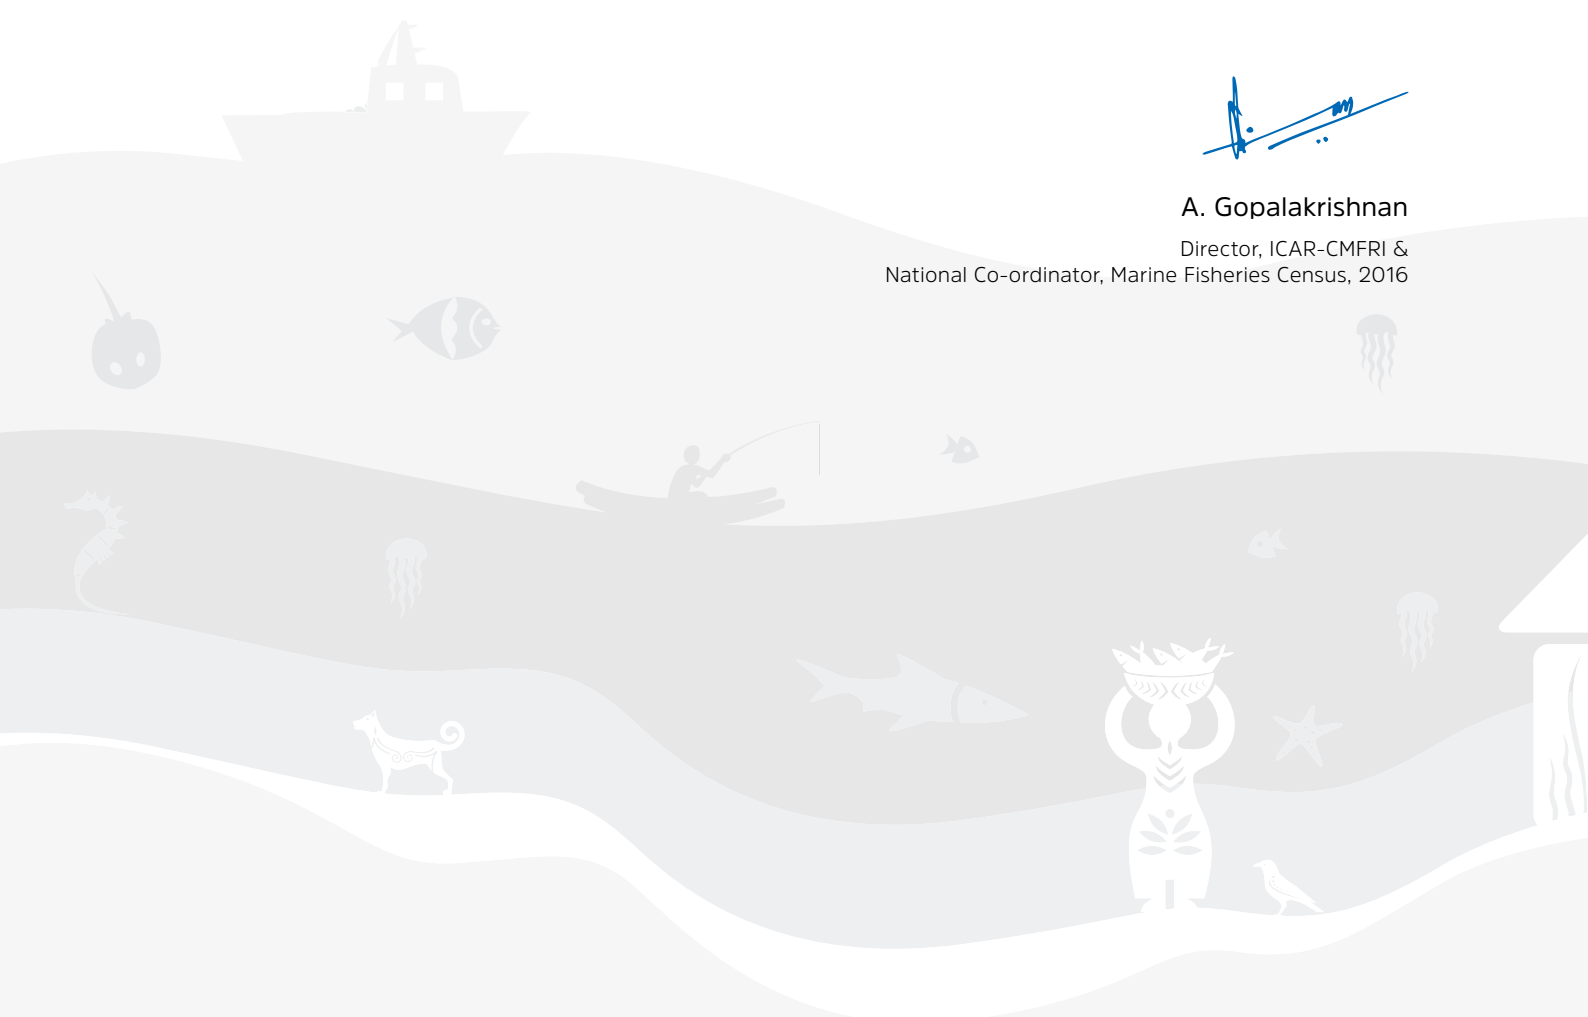 A. Gopalakrishnan
Director, ICAR-CMFRI &
National Co-ordinator, Marine Fisheries Census, 2016